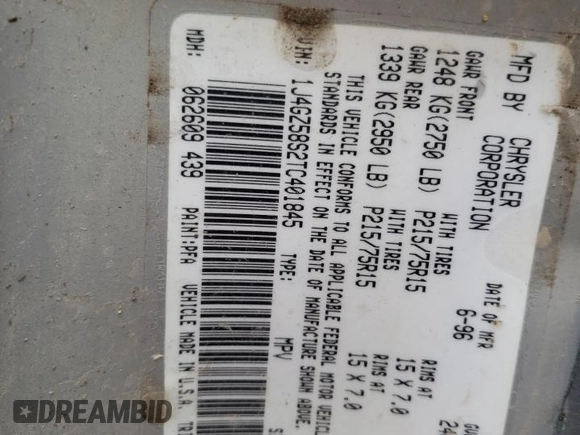 MFD BY CHRYSLER CORPORATION
DATE OF MFR 6-96
GAWR FRONT WITH TIRES RIMS AT
1248 KG(2750 LB) P215/75R15 15 X 7.0
GAWR REAR WITH TIRES RIMS AT
1339 KG(2950 LB) P215/75R15 15 X 7.0
THIS VEHICLE CONFORMS TO ALL APPLICABLE FEDERAL MOTOR
STANDARDS IN EFFECT ON THE DATE OF MANUFACTURE SHOWN ABOVE.
VIN: 1J4GZ58S2TC401845 TYPE: MPV
MDH: 062609 439 PAINT:PFA VEHICLE MADE IN U.S.A.
DREAMBID